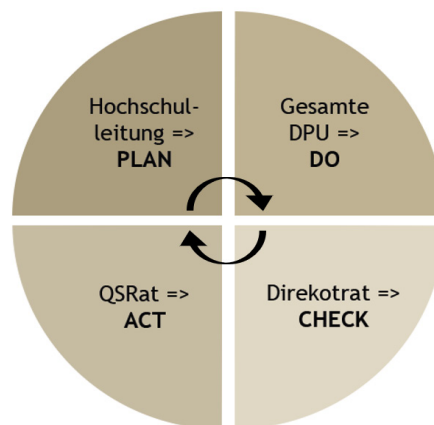 Hochschul-
leitung =>
PLAN
Gesamte
DPU =>
DO
QSRat =>
ACT
Direkotrat =>
CHECK